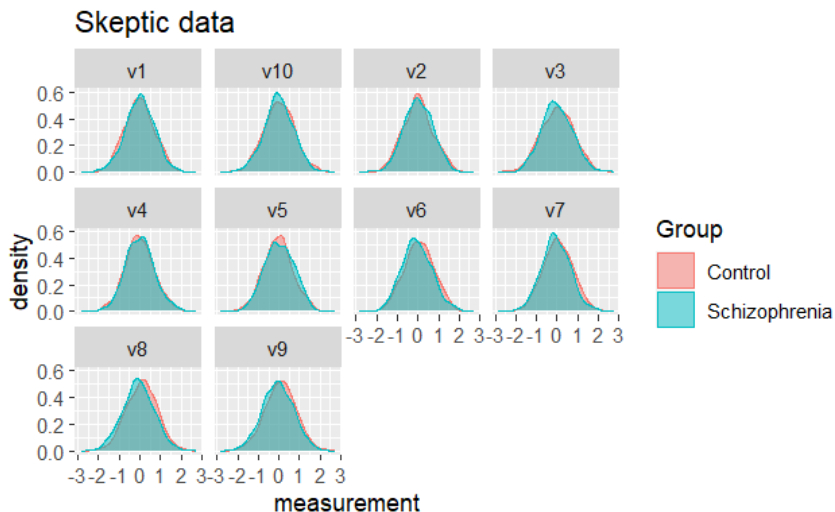 Skeptic data
v1 v10 v2 v3
0.6
0.4
0.2
0.0
v4 v5 v6 v7
0.6
0.4
0.2
0.0
-3 -2 -1 0 1 2 3 -3 -2 -1 0 1 2 3
v8 v9
0.6
0.4
0.2
0.0
-3 -2 -1 0 1 2 3 -3 -2 -1 0 1 2 3
density
measurement
Group
Control
Schizophrenia